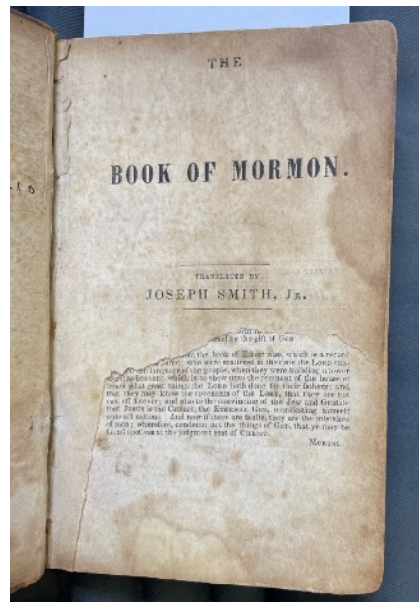 THE
BOOK OF MORMON.
TRANSLATED BY
JOSEPH SMITH, JR.
by the gift of God
the book of Ether also, which is a record
who were scattered at the time the LORD con-
the language of the people, when they were building a tower
to get to heaven: which is to shew unto the remnant of the house of
what great things the LORD hath done for their fathers: and
that they may know the covenants of the LORD, that they are not
cast off forever; and also to the convincing of the Jew and Gentile
that JESUS is the CHRIST, the ETERNAL GOD, manifesting himself
unto all nations. And now if there are faults, they are the mistakes
of men; wherefore, condemn not the things of GOD, that ye may be
found spotless at the judgment seat of CHRIST.
MORONI.